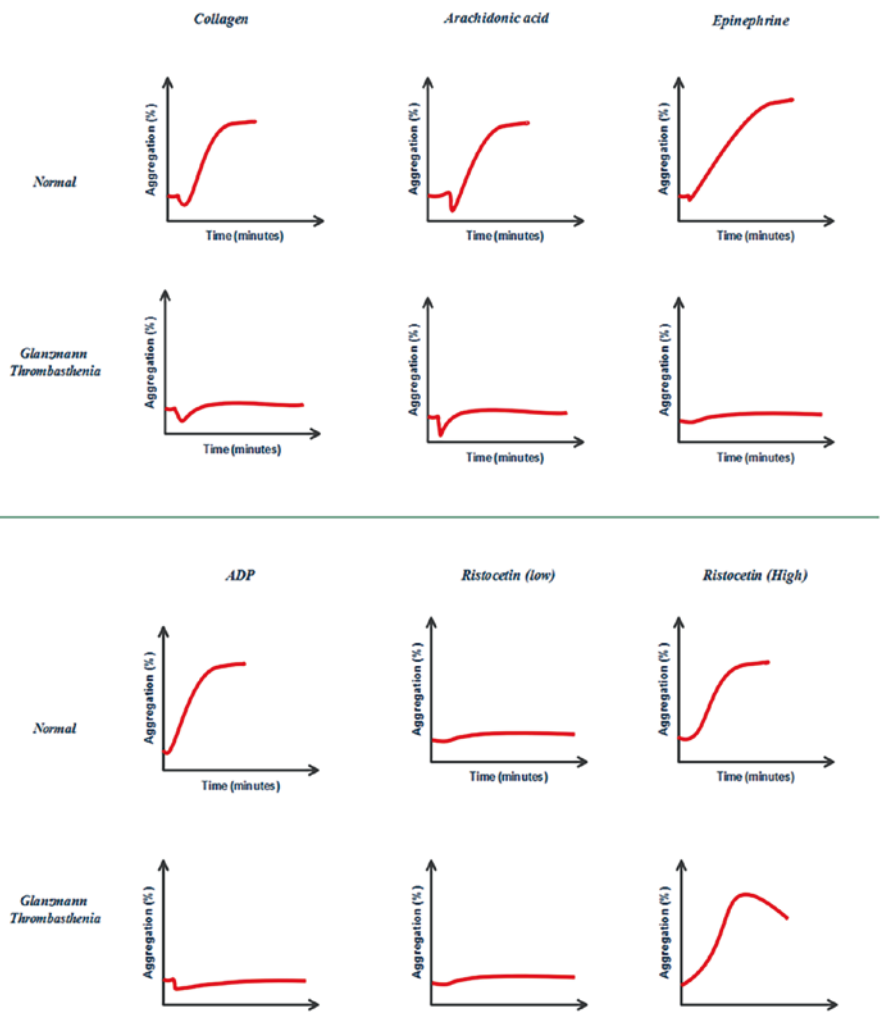 Collagen
Arachidonic acid
Epinephrine
Normal
Aggregation (%)
Time (minutes)
Aggregation (%)
Time (minutes)
Aggregation (%)
Time (minutes)
Glanzmann
Thrombasthenia
Aggregation (%)
Time (minutes)
Aggregation (%)
Time (minutes)
Aggregation (%)
Time (minutes)
ADP
Ristocetin (low)
Ristocetin (High)
Normal
Aggregation (%)
Time (minutes)
Aggregation (%)
Time (minutes)
Aggregation (%)
Time (minutes)
Glanzmann
Thrombasthenia
Aggregation (%)
Aggregation (%)
Aggregation (%)